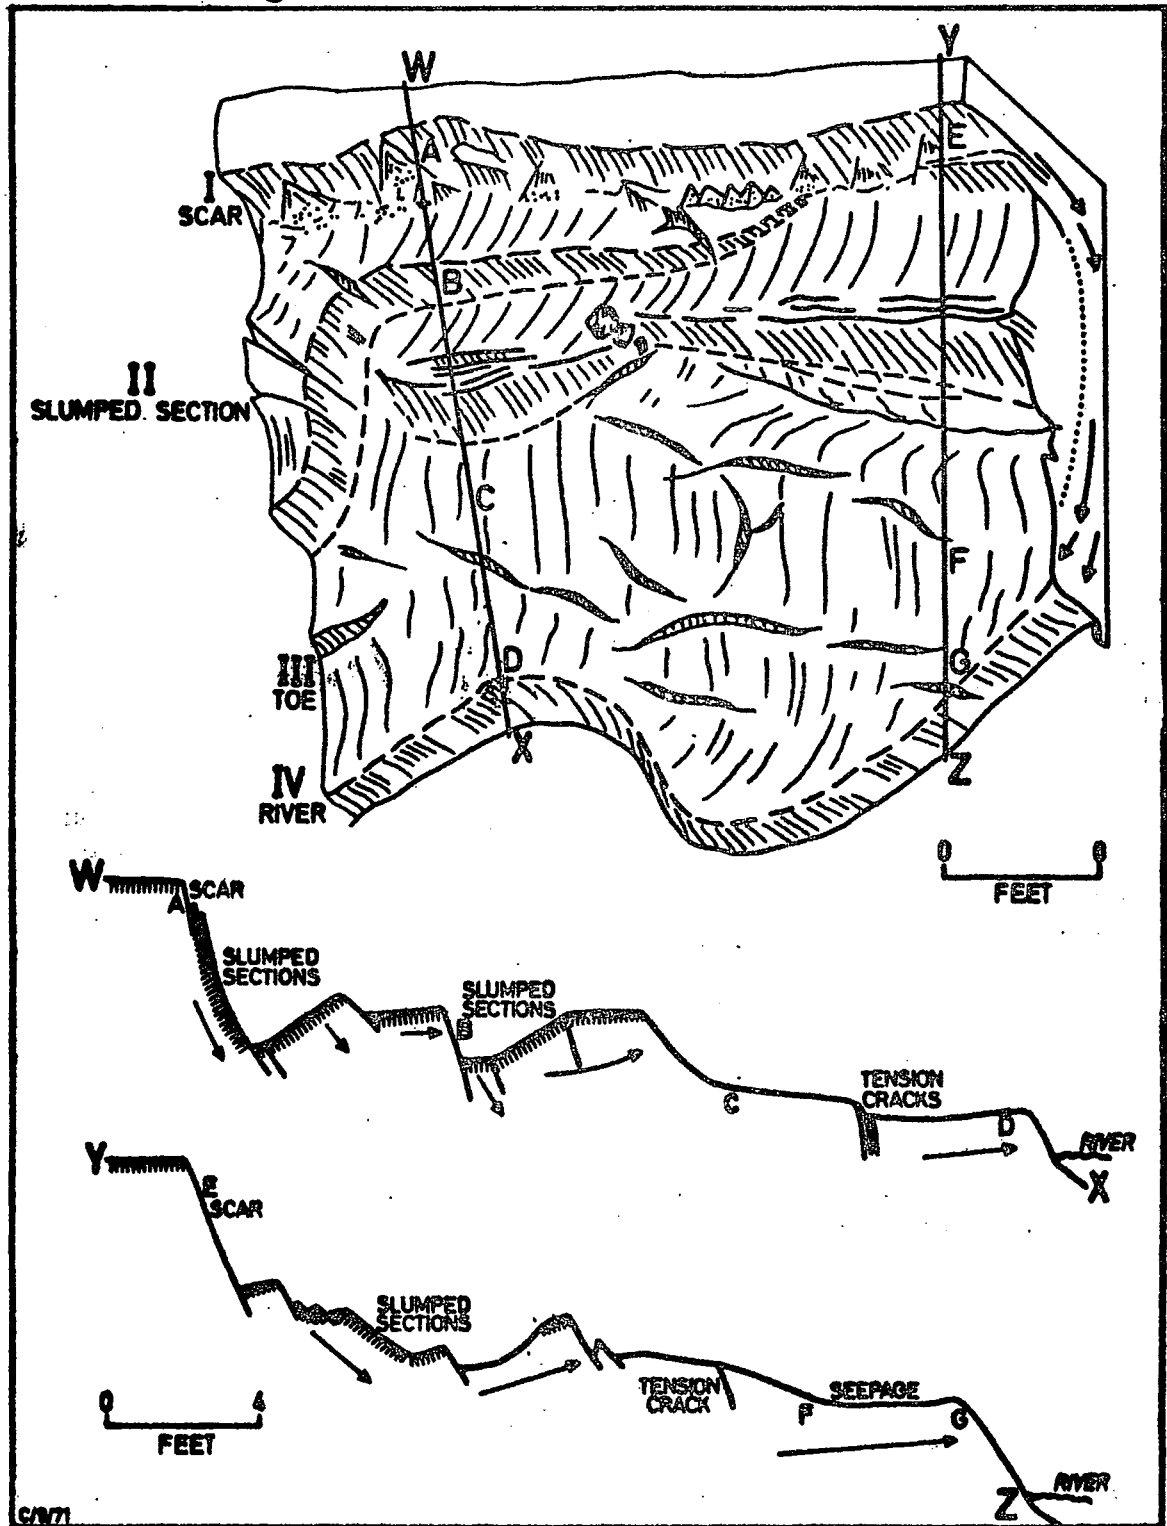 W
Y
A
E
I
SCAR
B
II
SLUMPED. SECTION
C
F
III
TOE
D
G
X
Z
IV
RIVER
0
FEET
W
SCAR
A
SLUMPED
SECTIONS
SLUMPED
SECTIONS
B
TENSION
CRACKS
C
D
RIVER
X
Y
E
SCAR
SLUMPED
SECTIONS
TENSION
CRACK
SEEPAGE
F
G
0 4
FEET
RIVER
Z